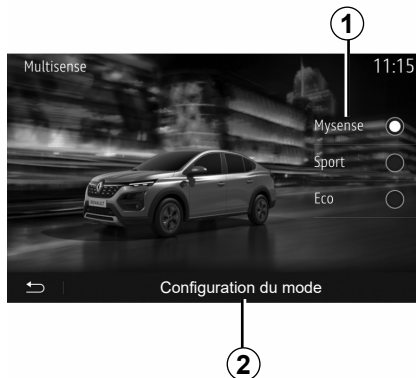 1
Multisense
11:15
Mysense
Sport
Eco
Configuration du mode
2